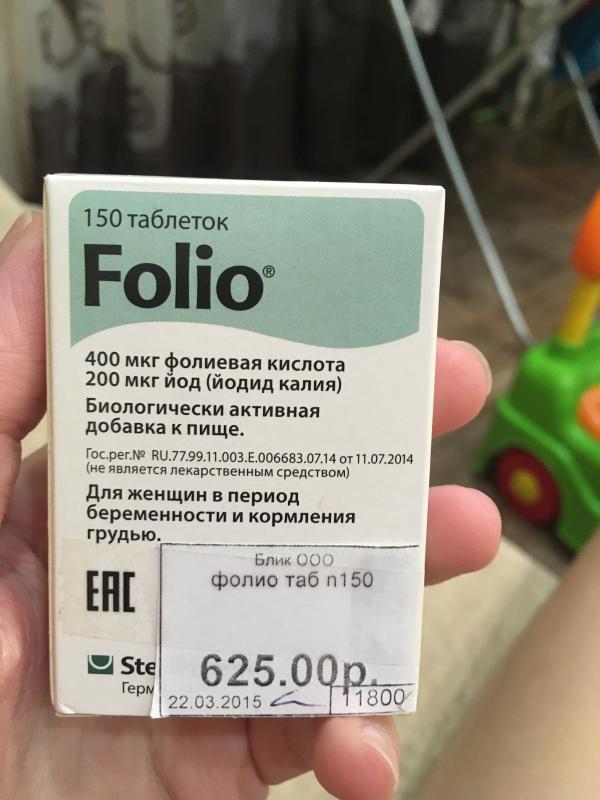 150 таблеток
Folio®
400 мкг фолиевая кислота
200 мкг йод (йодид калия)
Биологически активная
добавка к пище.
Гос.рег.№ RU.77.99.11.003.Е.006683.07.14 от 11.07.2014
(не является лекарственным средством)
Для женщин в период
беременности и кормления
грудью.
Блик ООО
фолио таб n150
ЕАС
625.00р.
22.03.2015
11800